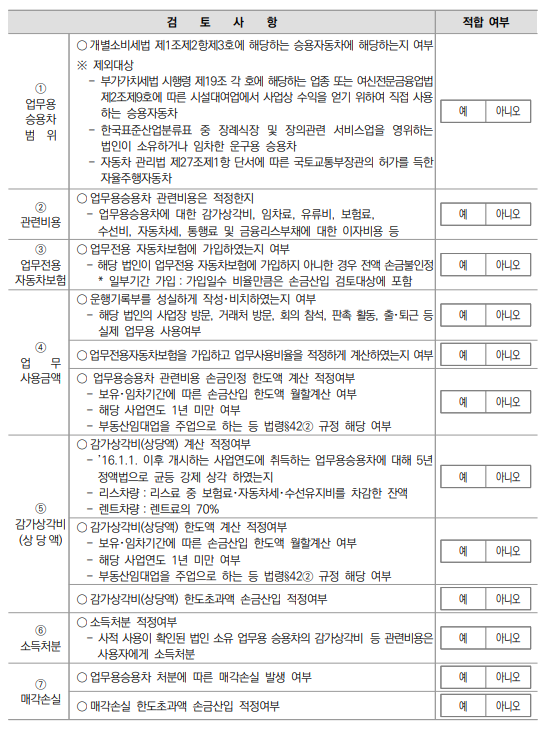 검 토 사 항 적합 여부
① 업무용 승용차 범 위
○ 개별소비세법 제1조제2항제3호에 해당하는 승용자동차에 해당하는지 여부
※ 제외대상
- 부가가치세법 시행령 제19조 각 호에 해당하는 업종 또는 여신전문금융업법
제2조제9호에 따른 시설대여업에서 사업상 수익을 얻기 위하여 직접 사용
하는 승용자동차
- 한국표준산업분류표 중 장례식장 및 장의관련 서비스업을 영위하는
법인이 소유하거나 임차한 운구용 승용차
- 자동차 관리법 제27조제1항 단서에 따른 국토교통부장관의 허가를 득한
자율주행자동차
예 아니오
② 관련비용
○ 업무용승용차 관련비용은 적정한지
- 업무용승용차에 대한 감가상각비, 임차료, 유류비, 보험료,
수선비, 자동차세, 통행료 및 금융리스부채에 대한 이자비용 등
예 아니오
③ 업무전용 자동차보험
○ 업무전용 자동차보험에 가입하였는지 여부
- 해당 법인이 업무전용 자동차보험에 가입하지 아니한 경우 전액 손금불인정
* 일부기간 가입 : 가입일수 비율만큼은 손금산입 검토대상에 포함
예 아니오
④ 업 무 사용금액
○ 운행기록부를 성실하게 작성·비치하였는지 여부
- 해당 법인의 사업장 방문, 거래처 방문, 회의 참석, 판촉 활동, 출·퇴근 등
실제 업무용 사용여부
예 아니오
○ 업무전용자동차보험을 가입하고 업무사용비율을 적정하게 계산하였는지 여부
예 아니오
○ 업무용승용차 관련비용 손금인정 한도액 계산 적정여부
- 보유·임차기간에 따른 손금산입 한도액 월할계산 여부
- 해당 사업연도 1년 미만 여부
- 부동산임대업을 주업으로 하는 등 법령§42② 규정 해당 여부
예 아니오
⑤ 감가상각비 (상 당 액)
○ 감가상각비(상당액) 계산 적정여부
- '16.1.1. 이후 개시하는 사업연도에 취득하는 업무용승용차에 대해 5년
정액법으로 균등 강제 상각 하였는지
- 리스차량 : 리스료 중 보험료·자동차세·수선유지비를 차감한 잔액
- 렌트차량 : 렌트료의 70%
예 아니오
○ 감가상각비(상당액) 한도액 계산 적정여부
- 보유·임차기간에 따른 손금산입 한도액 월할계산 여부
- 해당 사업연도 1년 미만 여부
- 부동산임대업을 주업으로 하는 등 법령§42② 규정 해당 여부
예 아니오
○ 감가상각비(상당액) 한도초과액 손금산입 적정여부
예 아니오
⑥ 소득처분
○ 소득처분 적정여부
- 사적 사용이 확인된 법인 소유 업무용 승용차의 감가상각비 등 관련비용은
사용자에게 소득처분
예 아니오
⑦ 매각손실
○ 업무용승용차 처분에 따른 매각손실 발생 여부
예 아니오
○ 매각손실 한도초과액 손금산입 적정여부
예 아니오